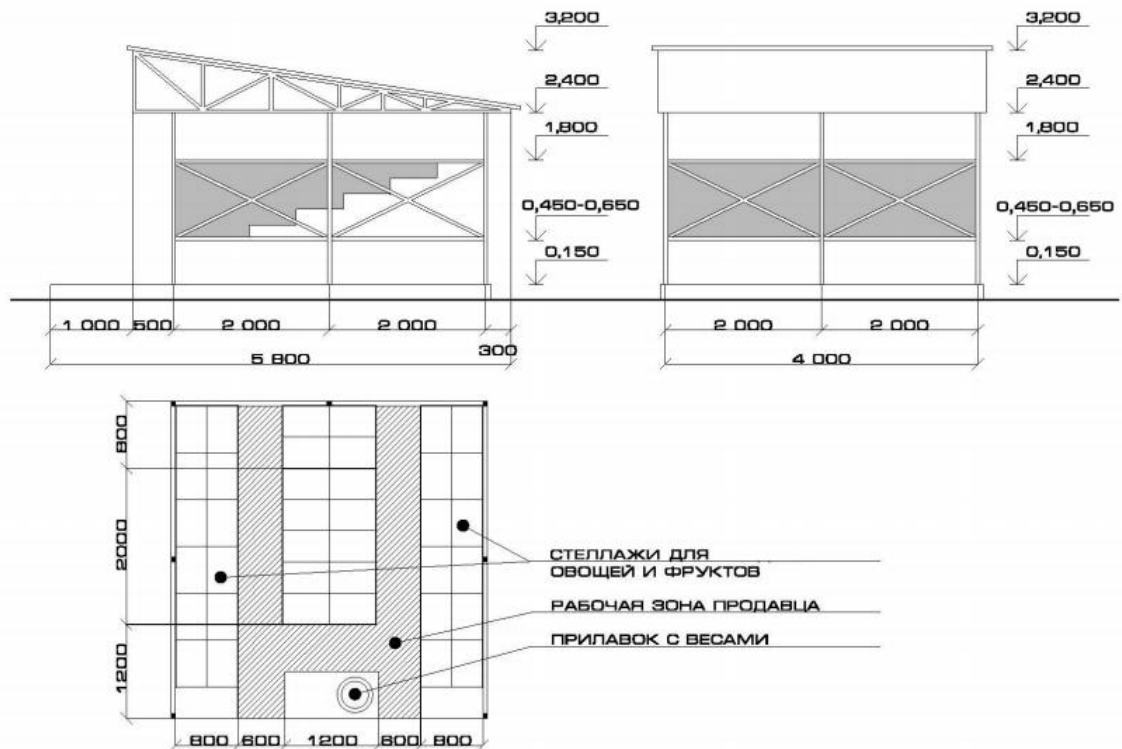 3,200
2,400
1,800
0,450-0,650
0,150
3,200
2,400
1,800
0,450-0,650
0,150
1 000 500 2 000 2 000
300
5 800
2 000 2 000
4 000
800
2000
1200
СТЕЛЛАЖИ ДЛЯ
ОВОЩЕЙ И ФРУКТОВ
РАБОЧАЯ ЗОНА ПРОДАВЦА
ПРИЛАВОК С ВЕСАМИ
800 600 1200 600 800